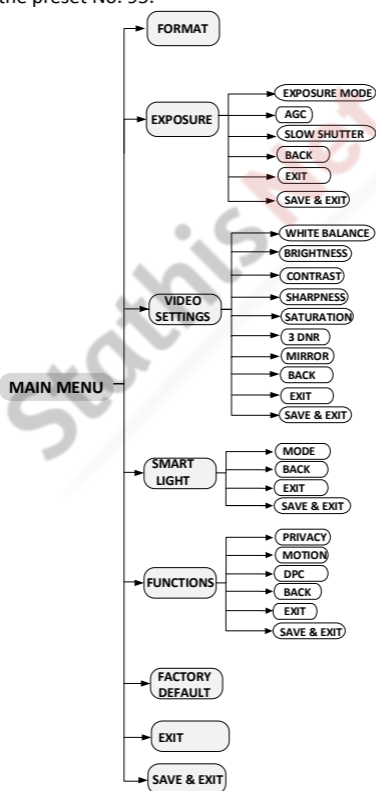 the preset No. 95.
FORMAT
EXPOSURE
EXPOSURE MODE
AGC
SLOW SHUTTER
BACK
EXIT
SAVE & EXIT
VIDEO
SETTINGS
WHITE BALANCE
BRIGHTNESS
CONTRAST
SHARPNESS
SATURATION
3 DNR
MIRROR
BACK
EXIT
SAVE & EXIT
MAIN MENU
SMART
LIGHT
MODE
BACK
EXIT
SAVE & EXIT
FUNCTIONS
PRIVACY
MOTION
DPC
BACK
EXIT
SAVE & EXIT
FACTORY
DEFAULT
EXIT
SAVE & EXIT
Stathis Net